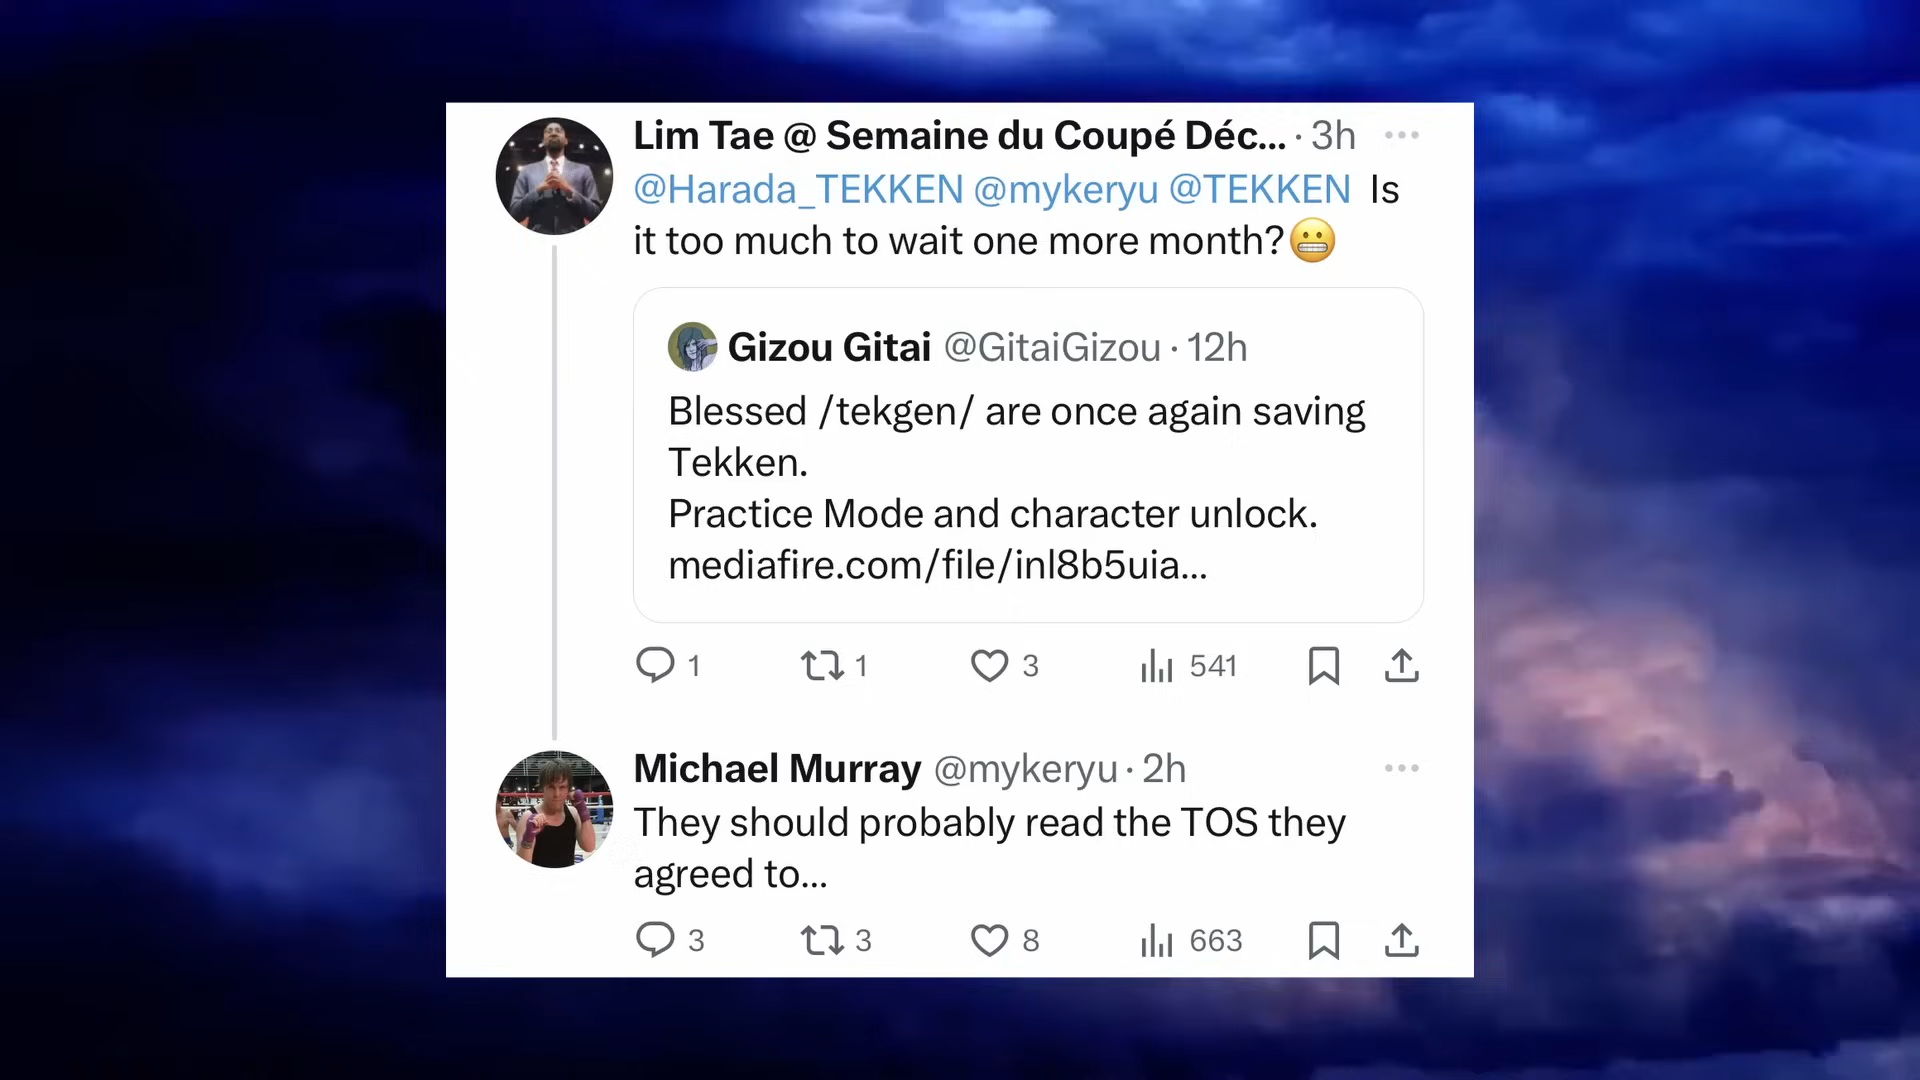 Lim Tae @ Semaine du Coupé Déc... · 3h
@Harada_TEKKEN @mykeryu @TEKKEN Is
it too much to wait one more month?😬
Gizou Gitai @GitaiGizou · 12h
Blessed /tekgen/ are once again saving
Tekken.
Practice Mode and character unlock.
mediafire.com/file/inl8b5uia...
1 1 3 541
Michael Murray @mykeryu · 2h
They should probably read the TOS they
agreed to...
3 3 8 663